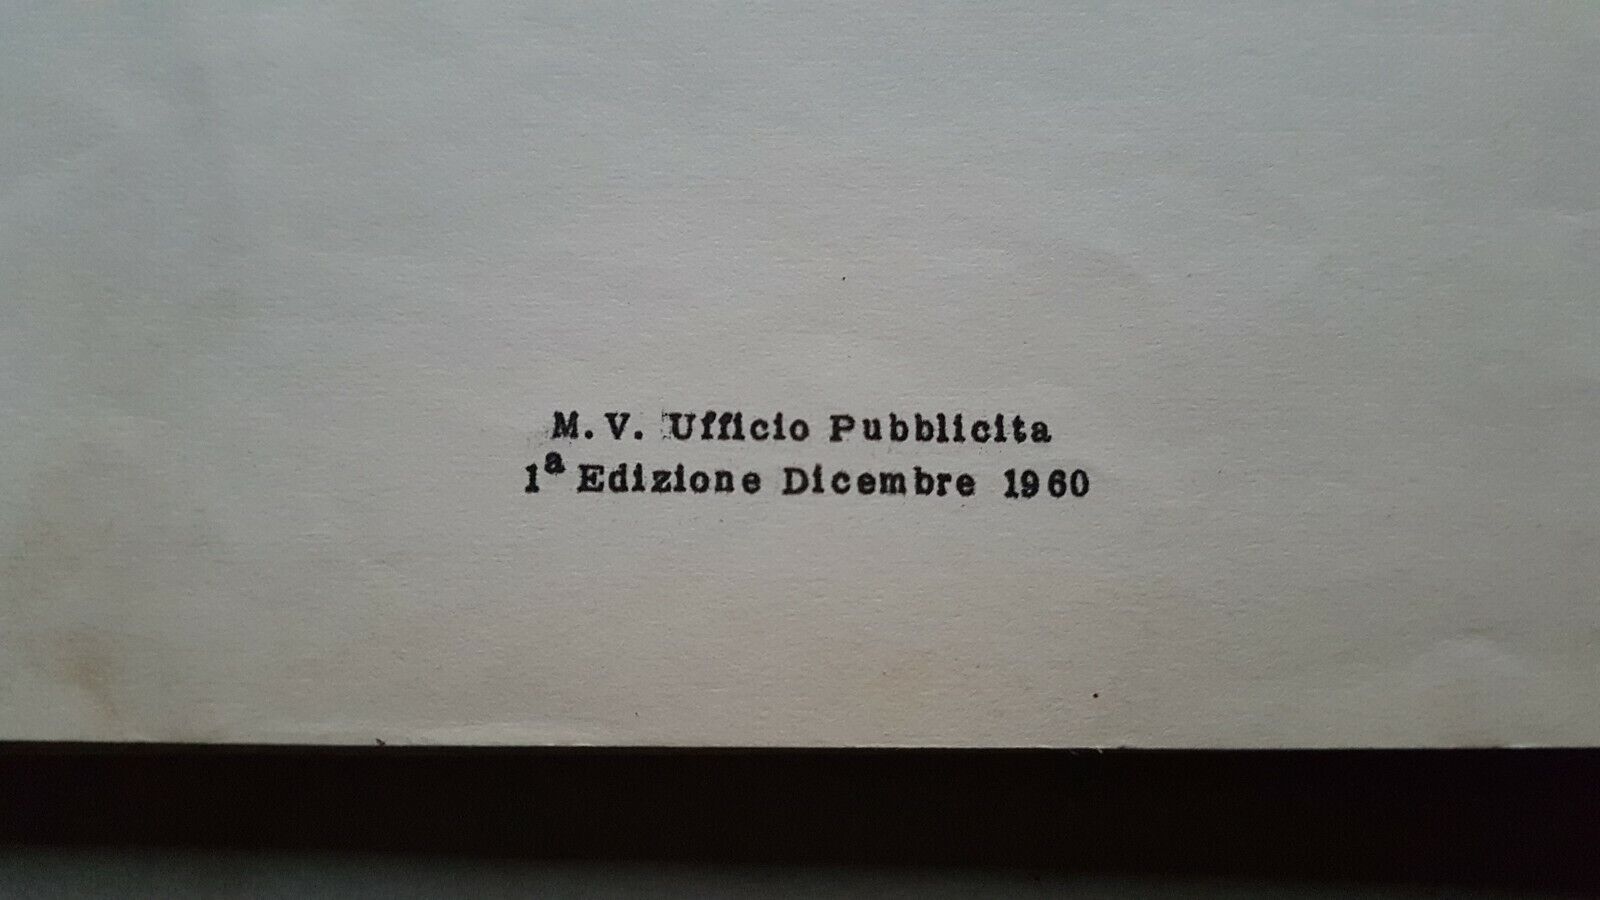 M. V. Ufficio Pubblicita
1ª Edizione Dicembre 1960